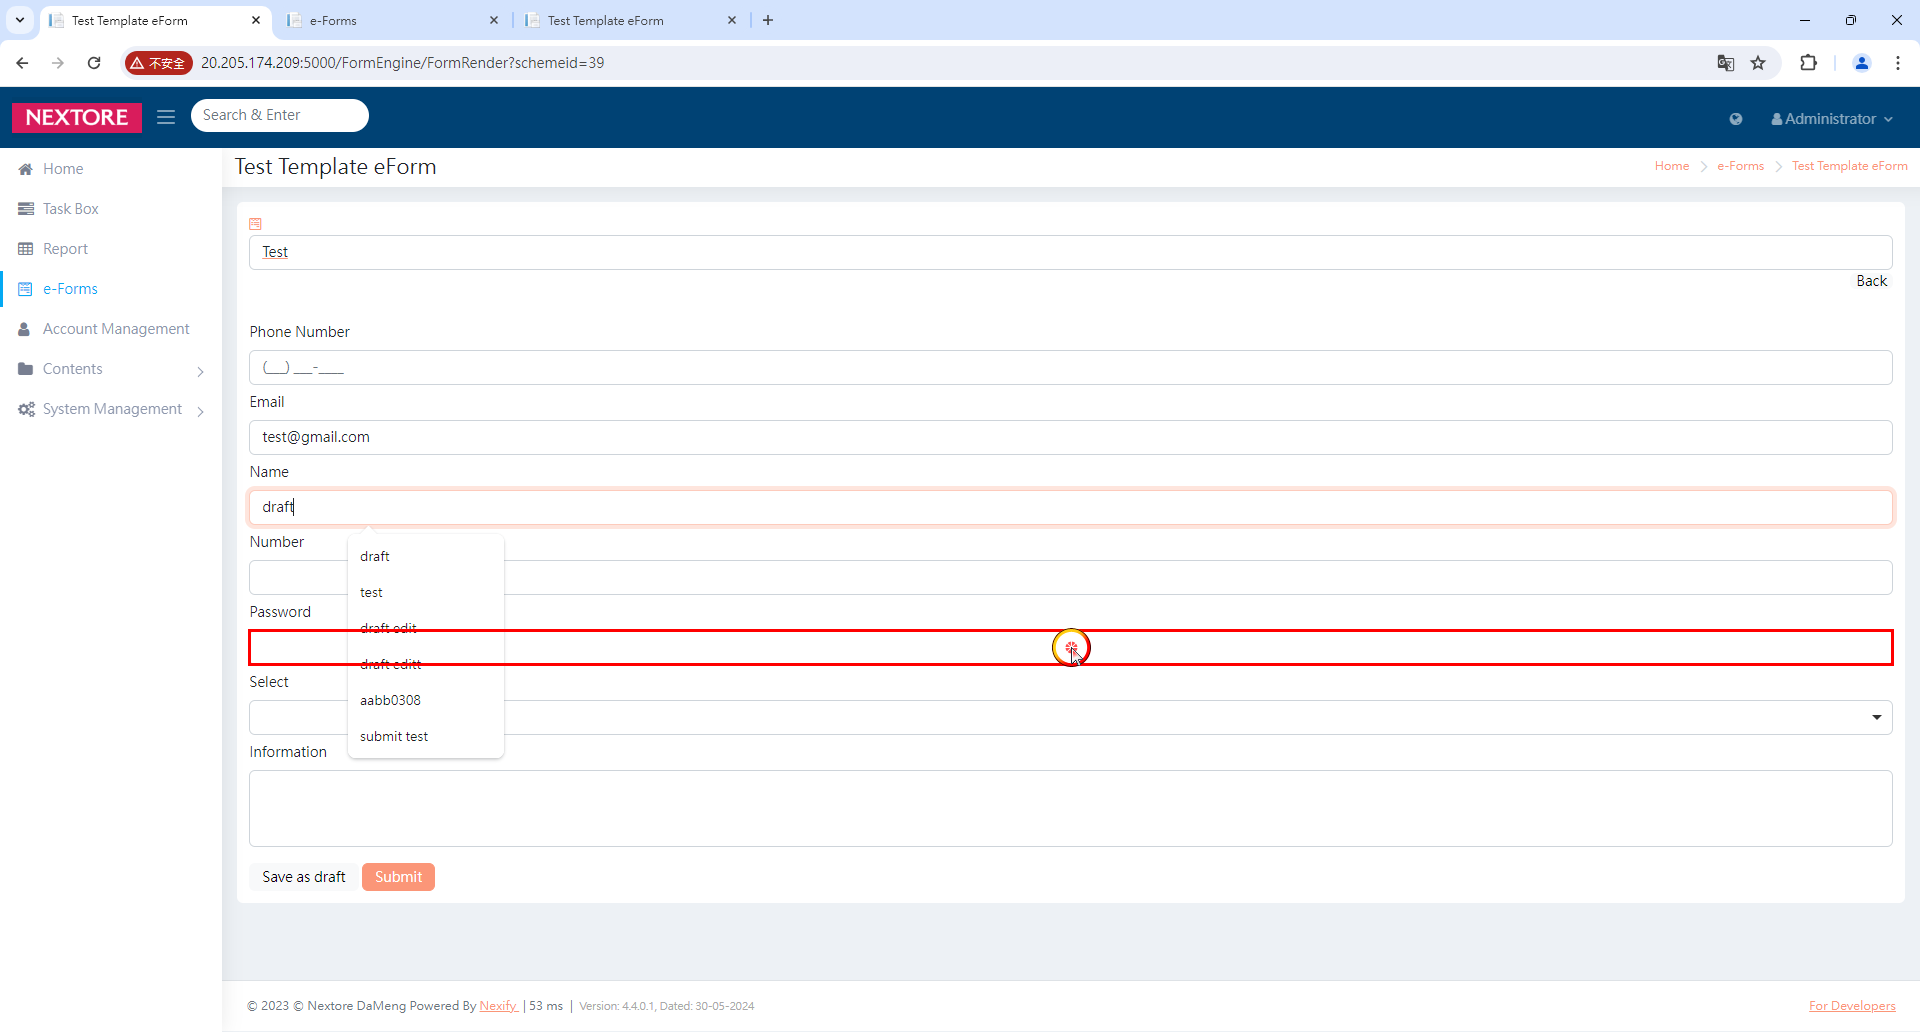 Test Template eForm
e-Forms
Test Template eForm
不安全
20.205.174.209:5000/FormEngine/FormRender?schemeid=39
NEXTORE
Search & Enter
Administrator
Home
Task Box
Report
e-Forms
Account Management
Contents
System Management
Test Template eForm
Home e-Forms Test Template eForm
Test
Back
Phone Number
(___) ___-____
Email
test@gmail.com
Name
draft
Number
draft
test
draft edit
draft editt
aabb0308
submit test
Password
Select
Information
Save as draft
Submit
© 2023 © Nextore DaMeng Powered By Nexify | 53 ms | Version: 4.4.0.1, Dated: 30-05-2024
For Developers